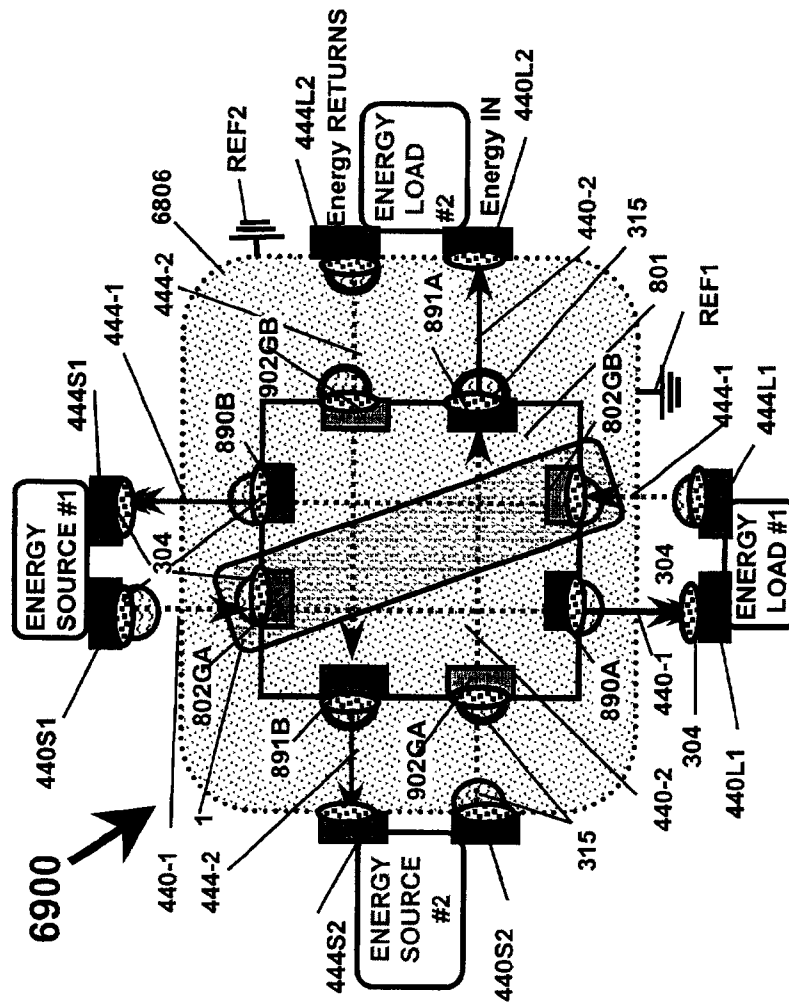 6900
440S1
440-1
444-2
1
802GA
ENERGY
SOURCE #1
304
444S1
444-1
890B
902GB
444-2
6806
REF2
444L2
Energy RETURNS
ENERGY
LOAD
#2
Energy IN
440L2
891A
440-2
315
801
REF1
802GB
444-1
444L1
ENERGY
LOAD #1
304
304
440L1
440-1
890A
440-2
902GA
891B
315
444S2
ENERGY
SOURCE
#2
440S2